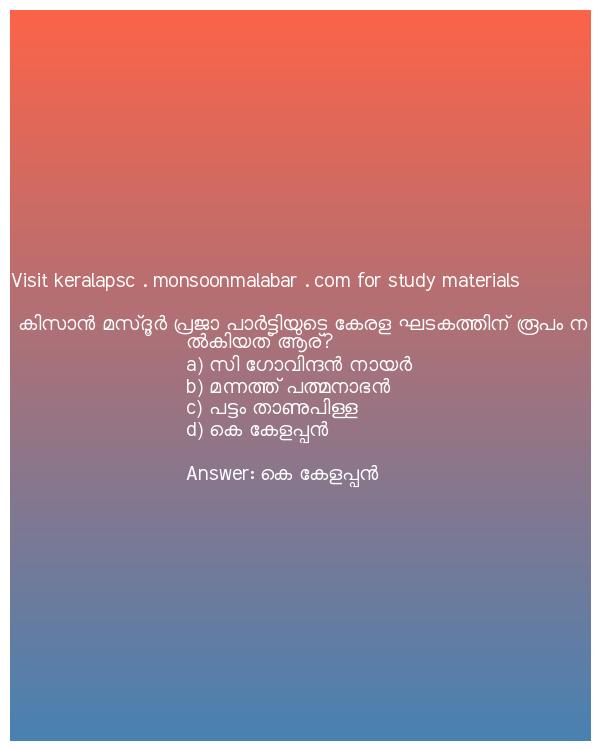 Visit keralapsc . monsoonmalabar . com for study materials
കിസാൻ മസ്ദൂർ പ്രജാ പാർട്ടിയുടെ കേരള ഘടകത്തിന് രൂപം ന
ൽകിയത് ആര്?
a) സി ഗോവിന്ദൻ നായർ
b) മന്നത്ത് പത്മനാഭൻ
c) പട്ടം താണുപിള്ള
d) കെ കേളപ്പൻ
Answer: കെ കേളപ്പൻ